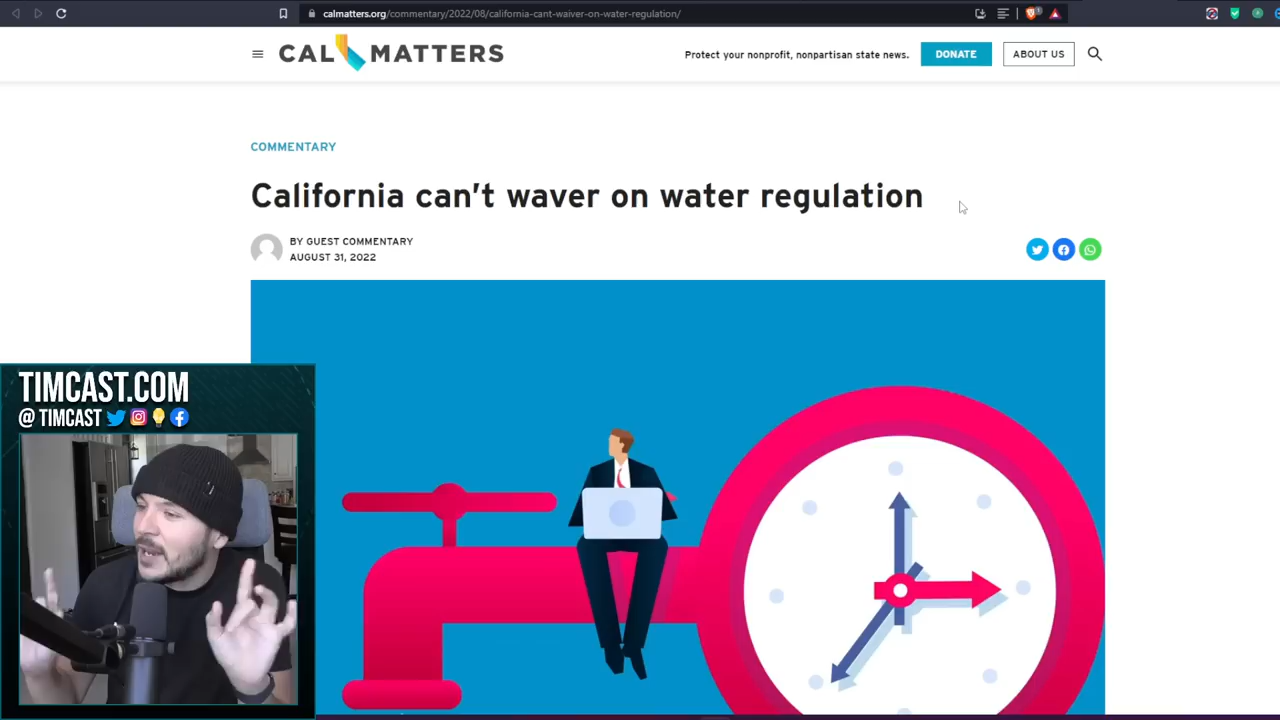 calmatters.org/commentary/2022/08/california-cant-waiver-on-water-regulation/
CAL MATTERS
Protect your nonprofit, nonpartisan state news.
DONATE
ABOUT US
COMMENTARY
California can't waver on water regulation
BY GUEST COMMENTARY
AUGUST 31, 2022
TIMCAST.COM
@ TIMCAST